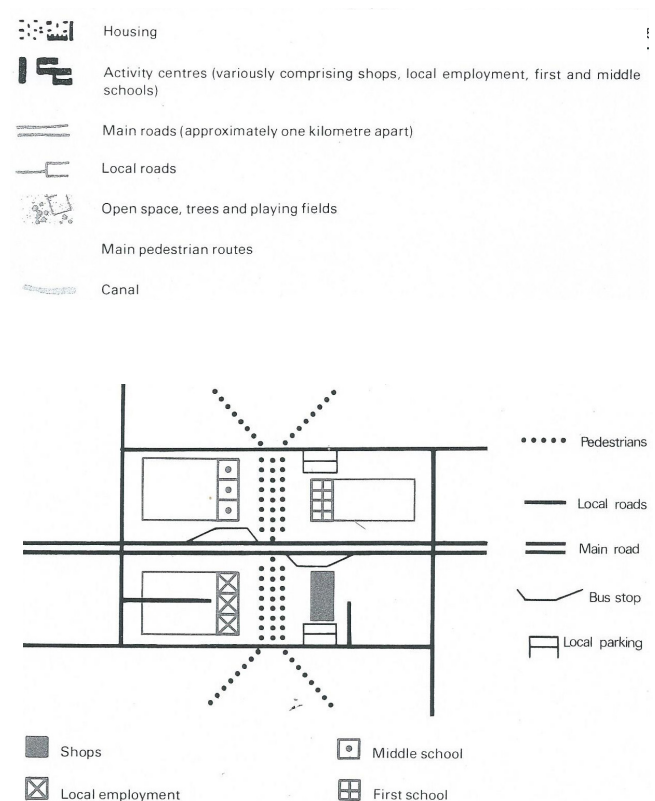 Housing
Activity centres (variously comprising shops, local employment, first and middle
schools)
Main roads (approximately one kilometre apart)
Local roads
Open space, trees and playing fields
Main pedestrian routes
Canal
Pedestrians
Local roads
Main road
Bus stop
Local parking
Shops
Middle school
Local employment
First school